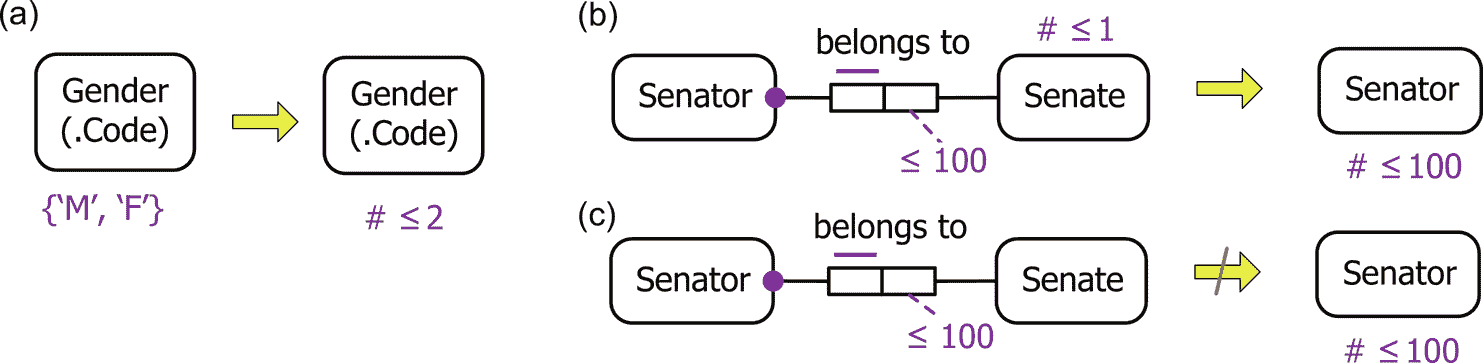 (a)
Gender
(.Code)
{‘M’, ‘F’}
Gender
(.Code)
# ≤ 2
(b)
Senator
belongs to
≤ 100
# ≤ 1
Senate
Senator
# ≤ 100
(c)
Senator
belongs to
≤ 100
Senate
Senator
# ≤ 100